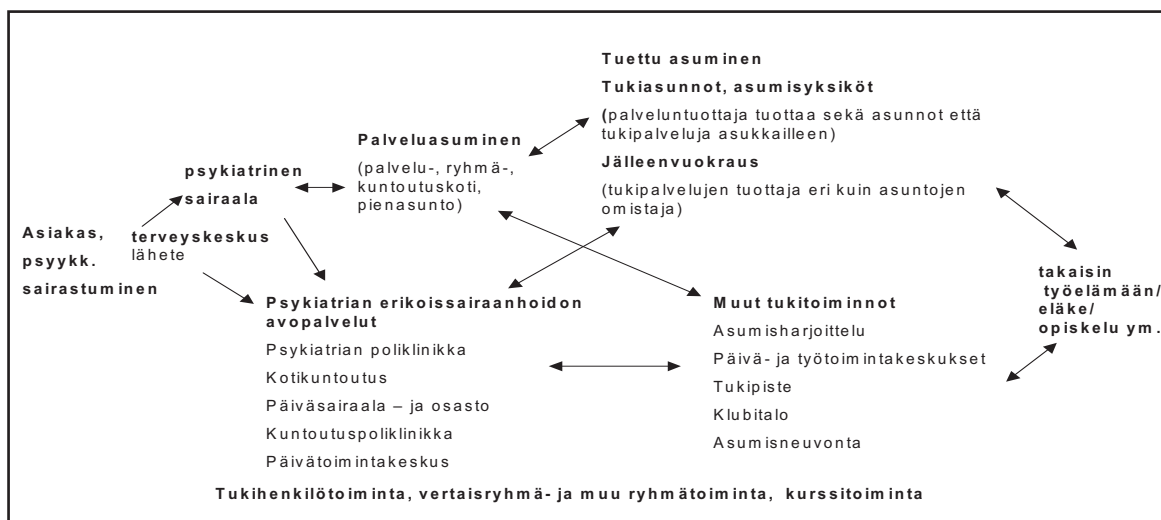 Asiakas,
psyykk.
sairastuminen
terveyskeskus
lähete
psykiatrinen
sairaala
Palveluasuminen
(palvelu-, ryhmä-,
kuntoutuskoti,
pienasunto)
Tuettu asuminen
Tukiasunnot, asumisyksiköt
(palveluntuottaja tuottaa sekä asunnot että
tukipalveluja asukkailleen)
Jälleenvuokraus
(tukipalvelujen tuottaja eri kuin asuntojen
omistaja)
Psykiatrian erikoissairaanhoidon
avopalvelut
Psykiatrian poliklinikka
Kotikuntoutus
Päiväsairaala – ja osasto
Kuntoutuspoliklinikka
Päivätoimintakeskus
Muut tukitoiminnot
Asumisharjoittelu
Päivä- ja työtoimintakeskukset
Tukipiste
Klubitalo
Asumisneuvonta
takaisin
työelämään/
eläke/
opiskelu ym.
Tukihenkilötoiminta, vertaisryhmä- ja muu ryhmätoiminta, kurssitoiminta